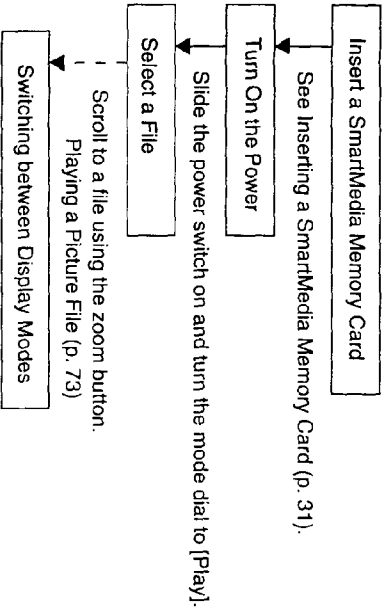 Insert a SmartMedia Memory Card
See Inserting a SmartMedia Memory Card (p. 31).
Turn On the Power
Slide the power switch on and turn the mode dial to [Play].
Select a File
Scroll to a file using the zoom button.
Playing a Picture File (p. 73)
Switching between Display Modes